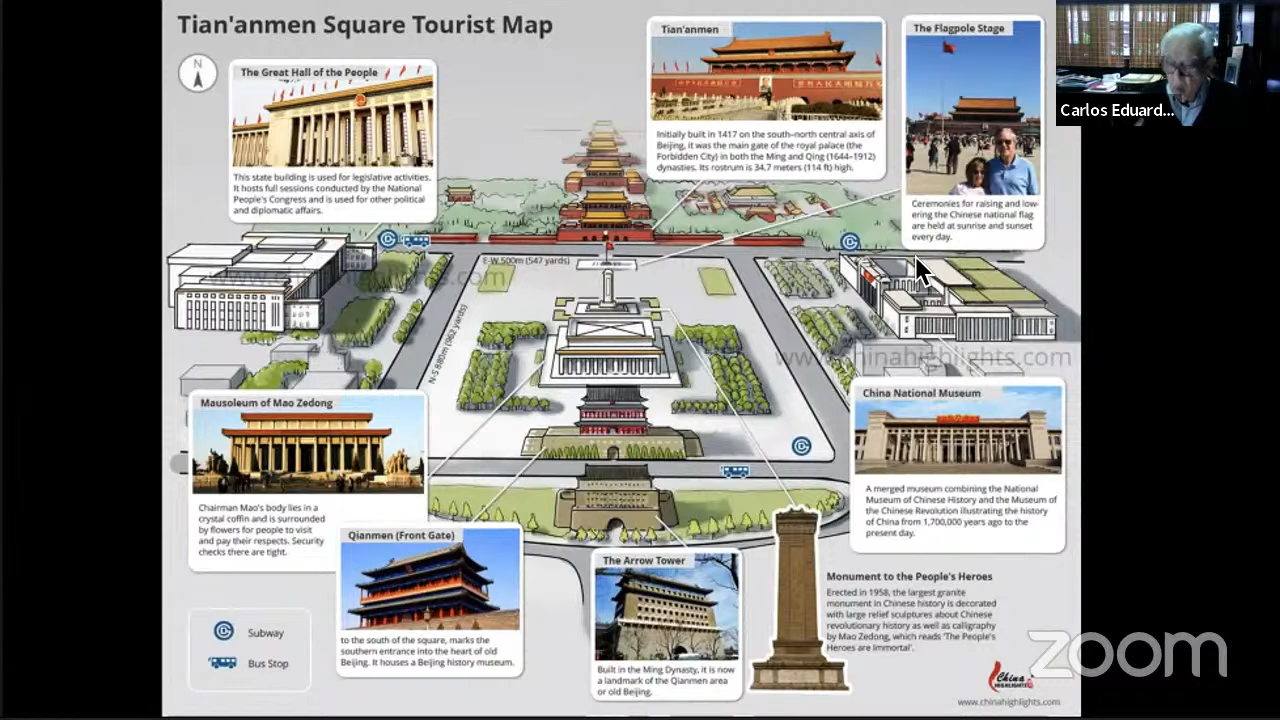 Tian'anmen Square Tourist Map
N
The Great Hall of the People
This state building is used for legislative activities.
It hosts full sessions conducted by the National
People's Congress and is used for other political
and diplomatic affairs.
Tian'anmen
Initially built in 1417 on the south–north central axis of
Beijing, it was the main gate of the royal palace (the
Forbidden City) in both the Ming and Qing (1644–1912)
dynasties. Its rostrum is 34.7 meters (114 ft) high.
The Flagpole Stage
Ceremonies for raising and low-
ering the Chinese national flag
are held at sunrise and sunset
every day.
Carlos Eduard...
E-W 500m (547 yards)
N-S 880m (962 yards)
www.chinahighlights.com
Mausoleum of Mao Zedong
Chairman Mao's body lies in a
crystal coffin and is surrounded
by flowers for people to visit
and pay their respects. Security
checks there are tight.
China National Museum
A merged museum combining the National
Museum of Chinese History and the Museum of
the Chinese Revolution illustrating the history
of China from 1,700,000 years ago to the
present day.
Qianmen (Front Gate)
to the south of the square, marks the
southern entrance into the heart of old
Beijing. It houses a Beijing history museum.
The Arrow Tower
Built in the Ming Dynasty, it is now
a landmark of the Qianmen area
or old Beijing.
Monument to the People's Heroes
Erected in 1958, the largest granite
monument in Chinese history is decorated
with large relief sculptures about Chinese
revolutionary history as well as calligraphy
by Mao Zedong, which reads 'The People's
Heroes are Immortal'.
Subway
Bus Stop
China
HIGHLIGHTS
www.chinahighlights.com
zoom